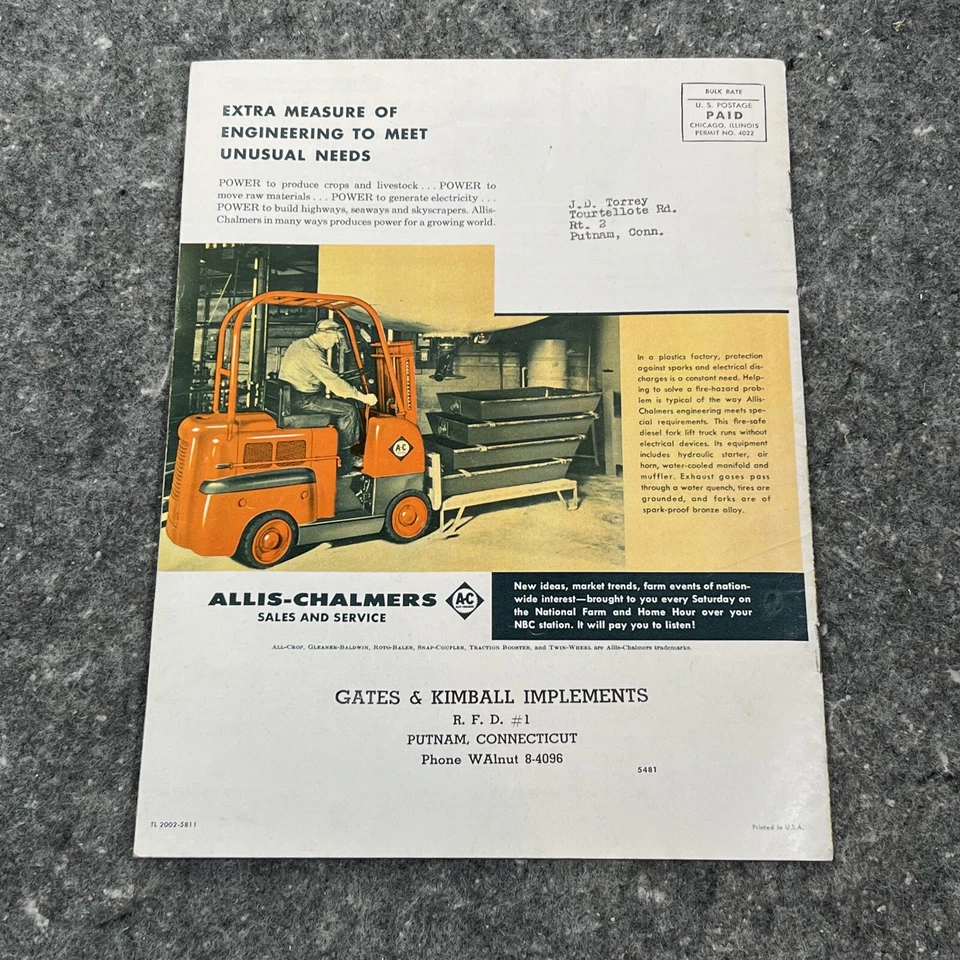 EXTRA MEASURE OF
ENGINEERING TO MEET
UNUSUAL NEEDS
POWER to produce crops and livestock . . . POWER to
move raw materials . . . POWER to generate electricity . . .
POWER to build highways, seaways and skyscrapers. Allis-
Chalmers in many ways produces power for a growing world.
BULK RATE
U. S. POSTAGE
PAID
CHICAGO, ILLINOIS
PERMIT NO. 4022
J.D. Torrey
Tourtellote Rd.
Rt. 2
Putnam, Conn.
A-C
In a plastics factory, protection
against sparks and electrical dis-
charges is a constant need. Help-
ing to solve a fire-hazard prob-
lem is typical of the way Allis-
Chalmers engineering meets spe-
cial requirements. This fire-safe
diesel fork lift truck runs without
electrical devices. Its equipment
includes hydraulic starter, air
horn, water-cooled manifold and
muffler. Exhaust gases pass
through a water quench, tires are
grounded, and forks are of
spark-proof bronze alloy.
ALLIS-CHALMERS
SALES AND SERVICE
A-C
New ideas, market trends, farm events of nation-
wide interest—brought to you every Saturday on
the National Farm and Home Hour over your
NBC station. It will pay you to listen!
ALL-CROP, GLEANER-BALDWIN, ROTO-BALER, SNAP-COUPLER, TRACTION BOOSTER, and TWIN-WHEEL are Allis-Chalmers trademarks.
GATES & KIMBALL IMPLEMENTS
R. F. D. #1
PUTNAM, CONNECTICUT
Phone WAlnut 8-4096
5481
TL 2002-5811
Printed in U.S.A.